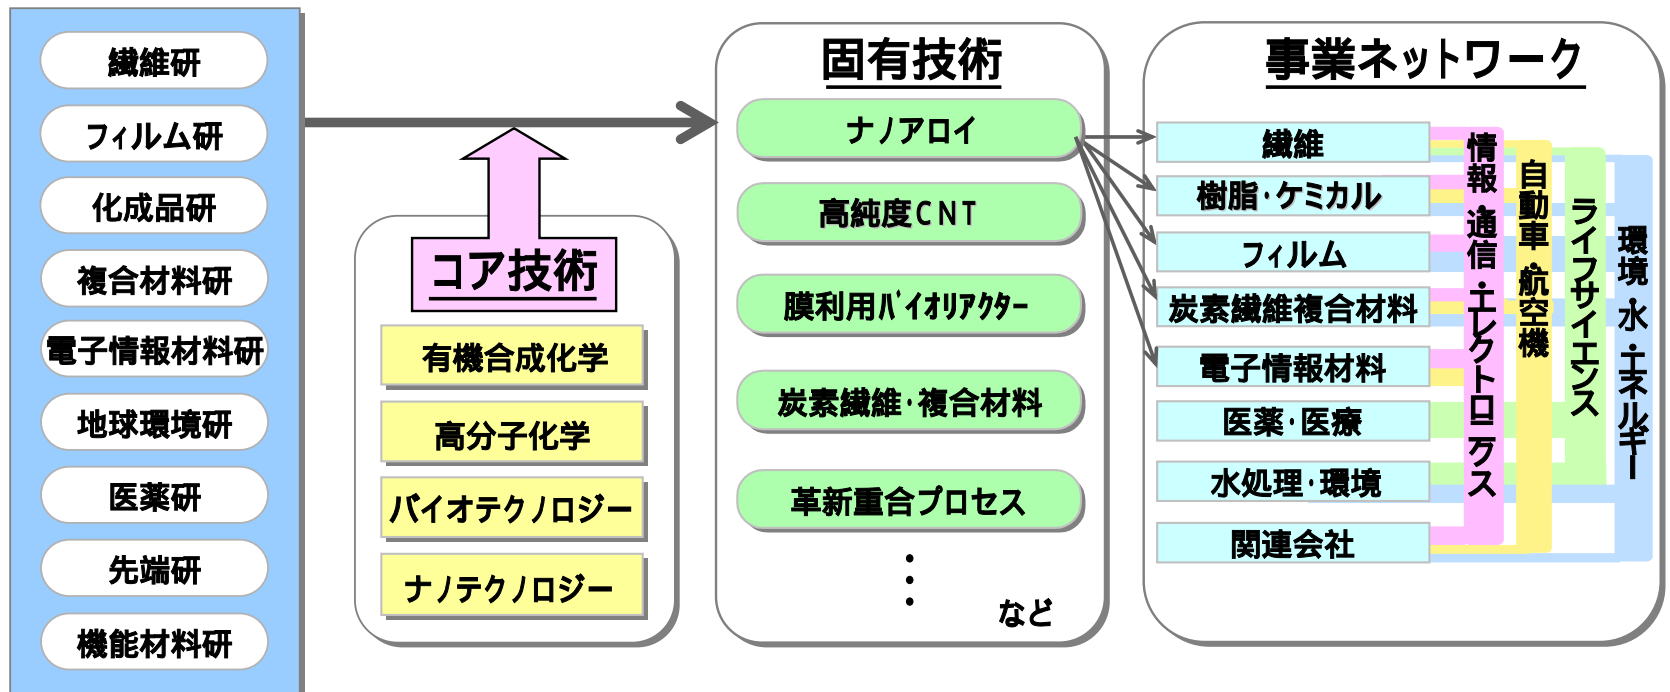 繊維研
フィルム研
化成品研
複合材料研
電子情報材料研
地球環境研
医薬研
先端研
機能材料研
コア技術
有機合成化学
高分子化学
バイオテクノロジー
ナノテクノロジー
固有技術
ナノアロイ
高純度CNT
膜利用バイオリアクター
炭素繊維・複合材料
革新重合プロセス
・
・
・
など
事業ネットワーク
繊維
樹脂・ケミカル
フィルム
炭素繊維複合材料
電子情報材料
医薬・医療
水処理・環境
関連会社
情報・通信・エレクトロニクス
自動車・航空機
ライフサイエンス
環境・水・エネルギー